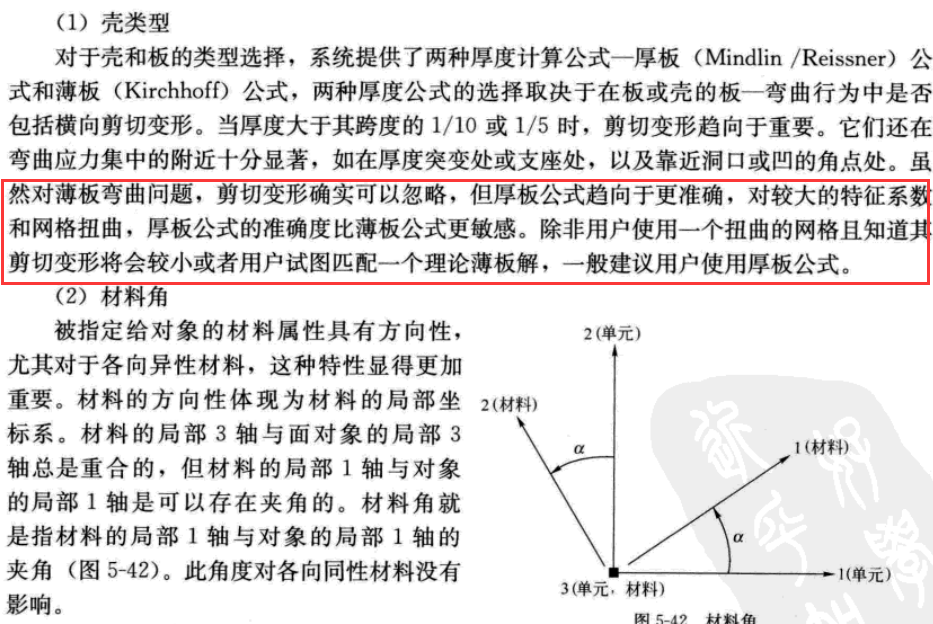 (1) 壳类型
对于壳和板的类型选择，系统提供了两种厚度计算公式—厚板（Mindlin /Reissner）公
式和薄板（Kirchhoff）公式，两种厚度公式的选择取决于在板或壳的板—弯曲行为中是否
包括横向剪切变形。当厚度大于其跨度的 1/10 或 1/5 时，剪切变形趋向于重要。它们还在
弯曲应力集中的附近十分显著，如在厚度突变处或支座处，以及靠近洞口或凹的角点处。虽
然对薄板弯曲问题，剪切变形确实可以忽略，但厚板公式趋向于更准确，对较大的特征系数
和网格扭曲，厚板公式的准确度比薄板公式更敏感。除非用户使用一个扭曲的网格且知道其
剪切变形将会较小或者用户试图匹配一个理论薄板解，一般建议用户使用厚板公式。
(2) 材料角
被指定给对象的材料属性具有方向性，
尤其对于各向异性材料，这种特性显得更加
重要。材料的方向性体现为材料的局部坐
标系。材料的局部 3 轴与面对象的局部 3
轴总是重合的，但材料的局部 1 轴与对象
的局部 1 轴是可以存在夹角的。材料角就
是指材料的局部 1 轴与对象的局部 1 轴的
夹角（图 5-42）。此角度对各向同性材料没有
影响。
2(单元)
2(材料)
α
1(材料)
α
1(单元)
3(单元，材料)
图 5-42 材料角